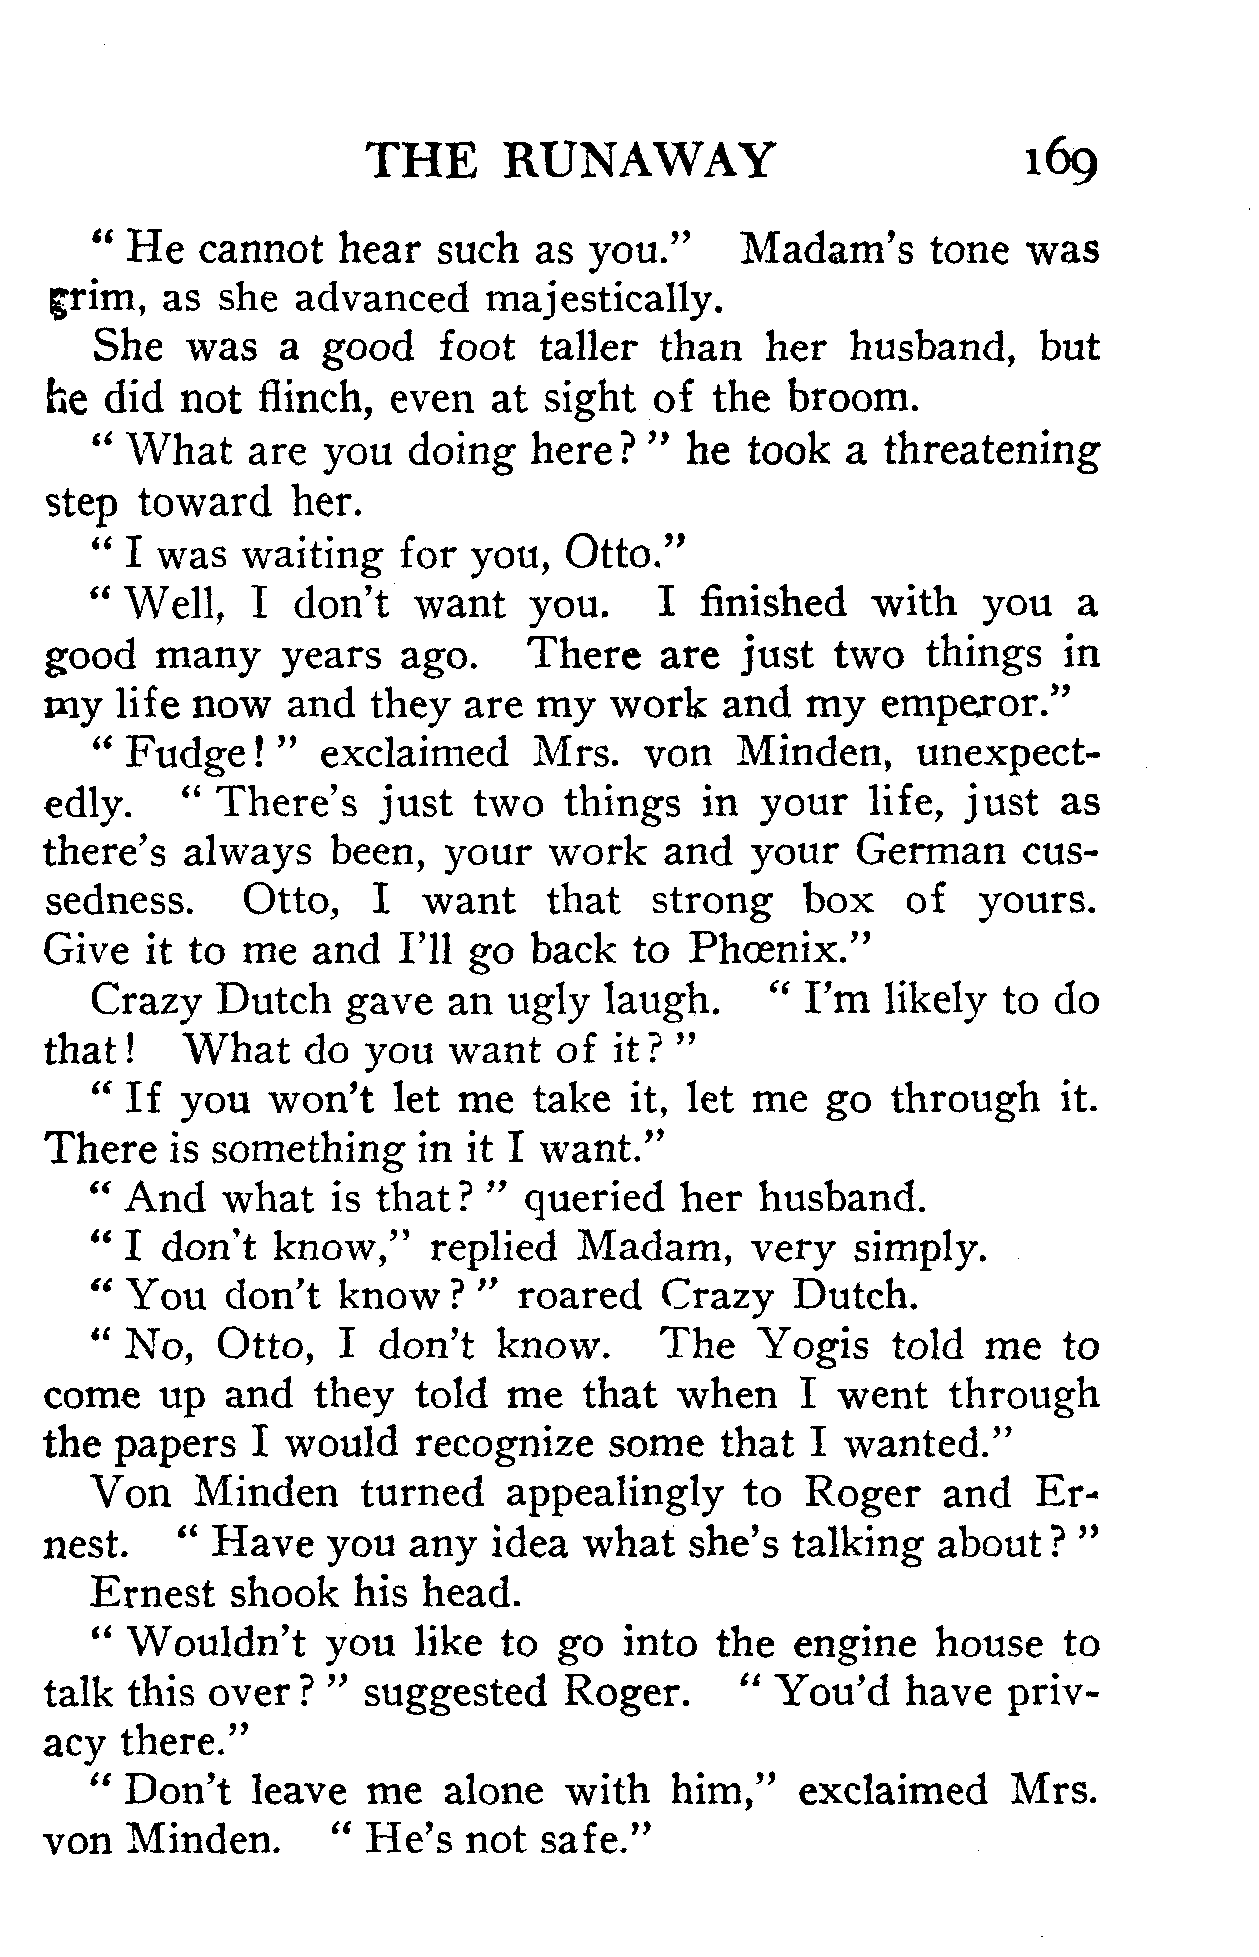 THE RUNAWAY 169
" He cannot hear such as you." Madam's tone was
grim, as she advanced majestically.
She was a good foot taller than her husband, but
he did not flinch, even at sight of the broom.
" What are you doing here? " he took a threatening
step toward her.
" I was waiting for you, Otto."
" Well, I don't want you. I finished with you a
good many years ago. There are just two things in
my life now and they are my work and my emperor."
" Fudge! " exclaimed Mrs. von Minden, unexpect-
edly. " There's just two things in your life, just as
there's always been, your work and your German cus-
sedness. Otto, I want that strong box of yours.
Give it to me and I'll go back to Phœnix."
Crazy Dutch gave an ugly laugh. " I'm likely to do
that! What do you want of it? "
" If you won't let me take it, let me go through it.
There is something in it I want."
" And what is that? " queried her husband.
" I don't know," replied Madam, very simply.
" You don't know? " roared Crazy Dutch.
" No, Otto, I don't know. The Yogis told me to
come up and they told me that when I went through
the papers I would recognize some that I wanted."
Von Minden turned appealingly to Roger and Er-
nest. " Have you any idea what she's talking about? "
Ernest shook his head.
" Wouldn't you like to go into the engine house to
talk this over? " suggested Roger. " You'd have priv-
acy there."
" Don't leave me alone with him," exclaimed Mrs.
von Minden. " He's not safe."